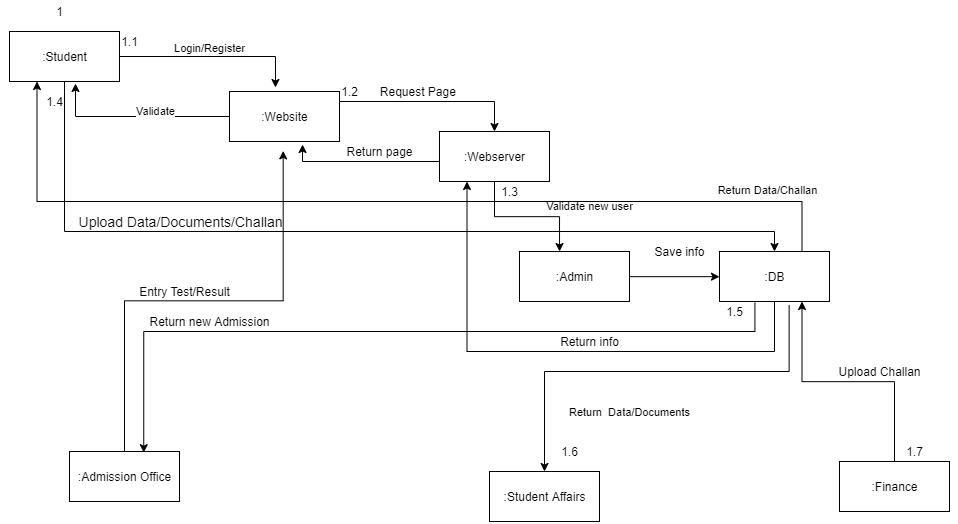 1
:Student
1.1
Login/Register
1.4
Validate
:Website
1.2
Request Page
Return page
:Webserver
1.3
Return Data/Challan
Validate new user
Upload Data/Documents/Challan
Save info
:Admin
:DB
Entry Test/Result
1.5
Return new Admission
Return info
Upload Challan
Return Data/Documents
1.6
1.7
:Admission Office
:Student Affairs
:Finance